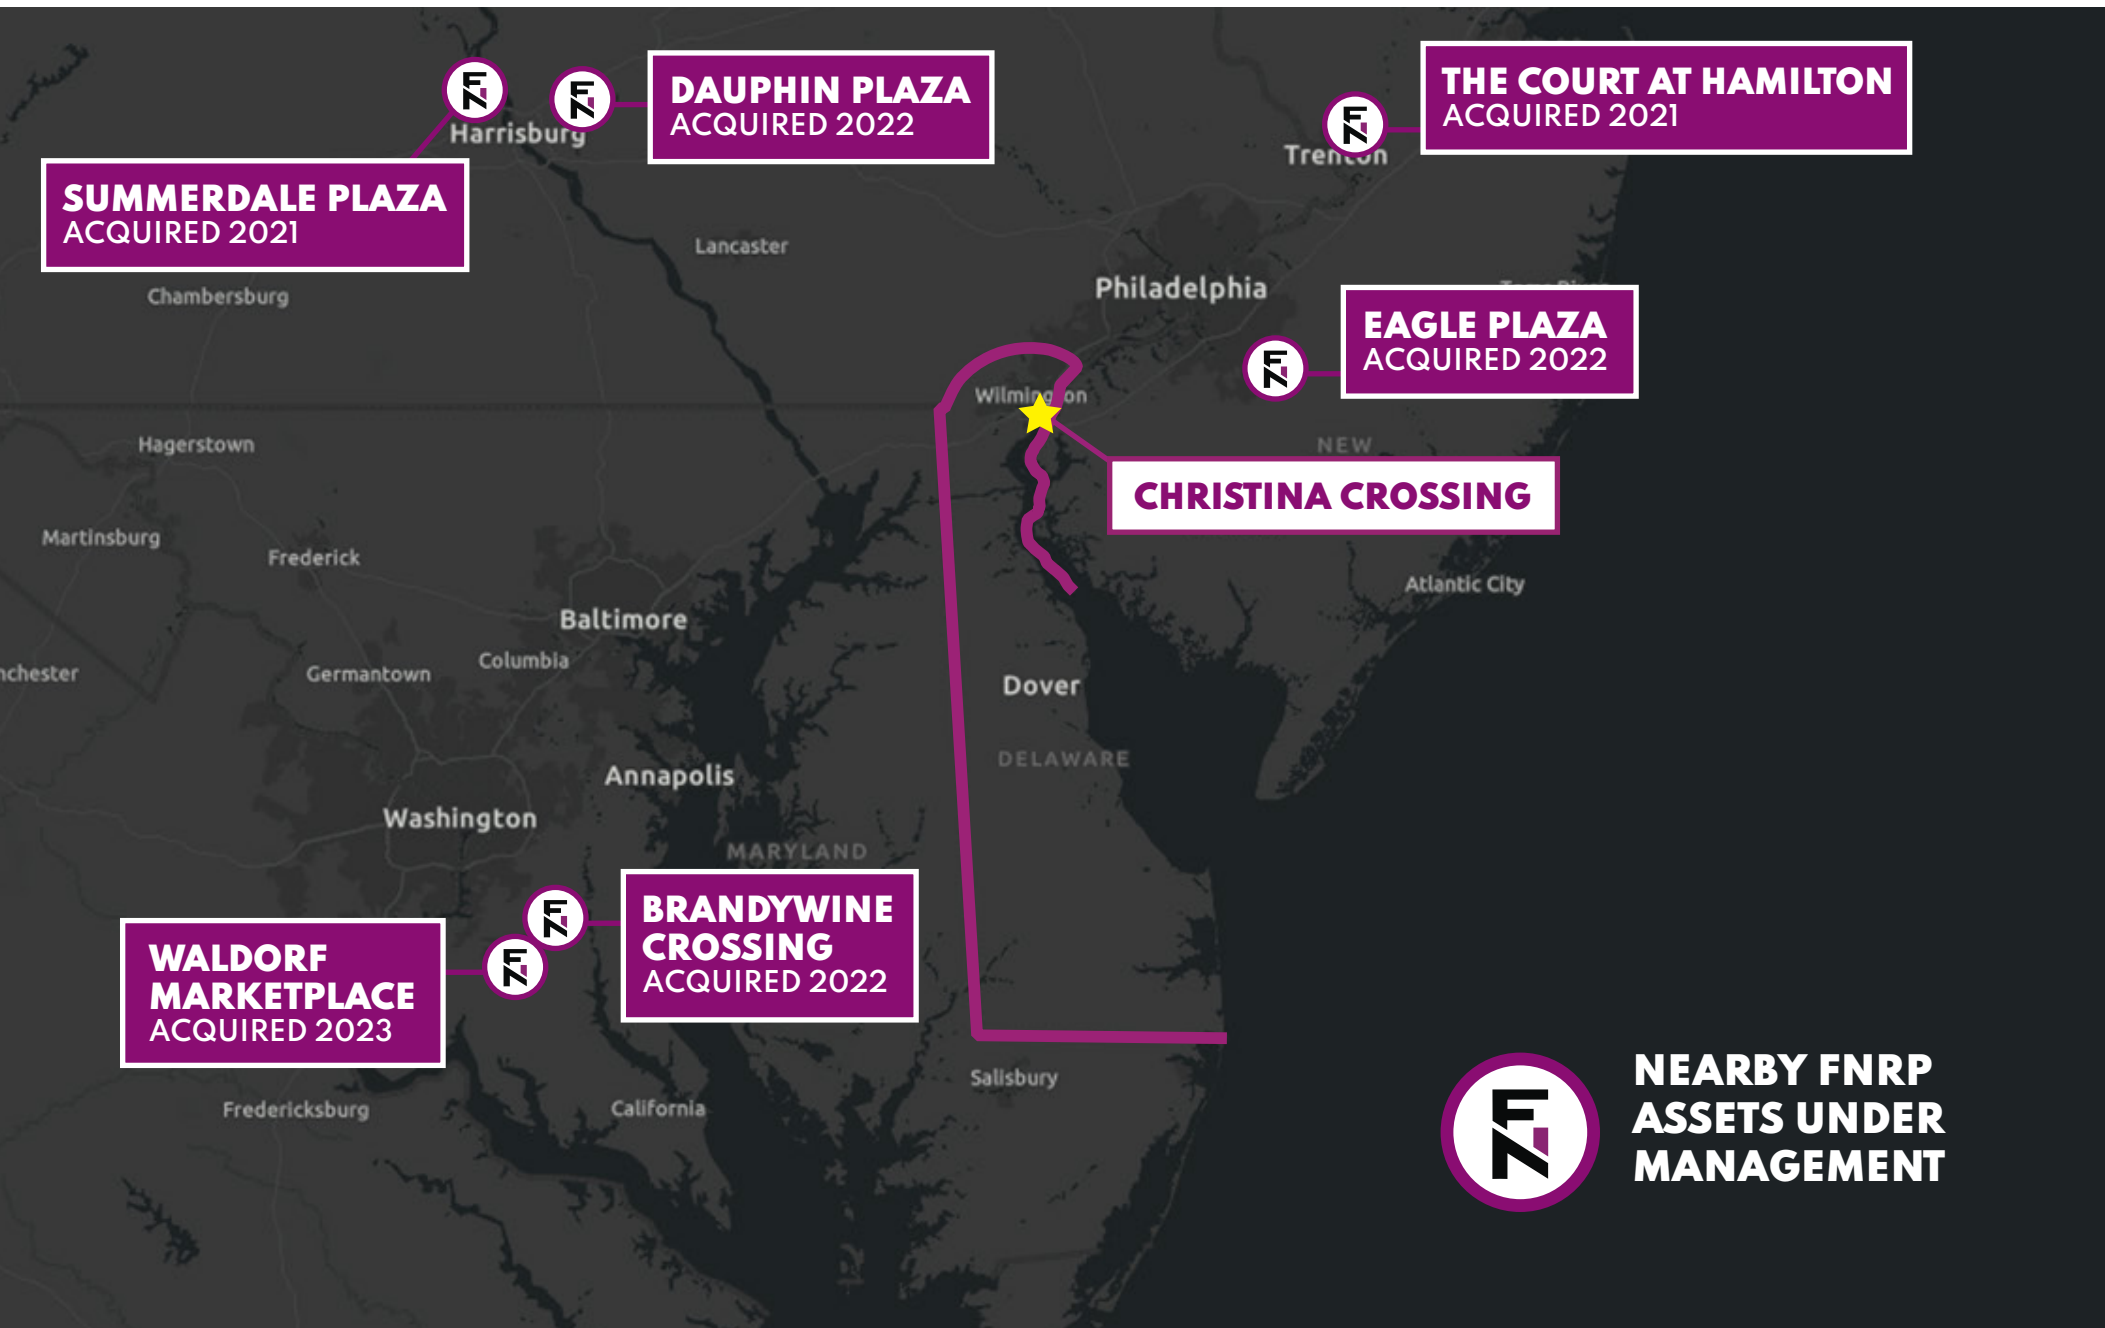 DAUPHIN PLAZA
ACQUIRED 2022
THE COURT AT HAMILTON
ACQUIRED 2021
Harrisburg
Trenton
SUMMERDALE PLAZA
ACQUIRED 2021
Lancaster
Chambersburg
Philadelphia
EAGLE PLAZA
ACQUIRED 2022
Wilmington
Hagerstown
NEW
CHRISTINA CROSSING
Martinsburg
Frederick
Atlantic City
Baltimore
Columbia
nchester
Germantown
Dover
DELAWARE
Annapolis
Washington
MARYLAND
BRANDYWINE
CROSSING
ACQUIRED 2022
WALDORF
MARKETPLACE
ACQUIRED 2023
Salisbury
Fredericksburg
California
NEARBY FNRP
ASSETS UNDER
MANAGEMENT